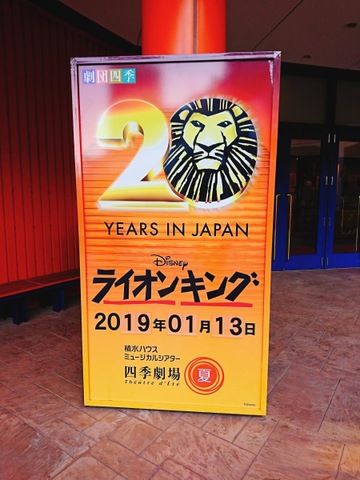 劇団四季
20
YEARS IN JAPAN
Disney
ライオンキング
2019年01月13日
積水ハウス
ミュージカルシアター
四季劇場 夏
Théâtre d'Été